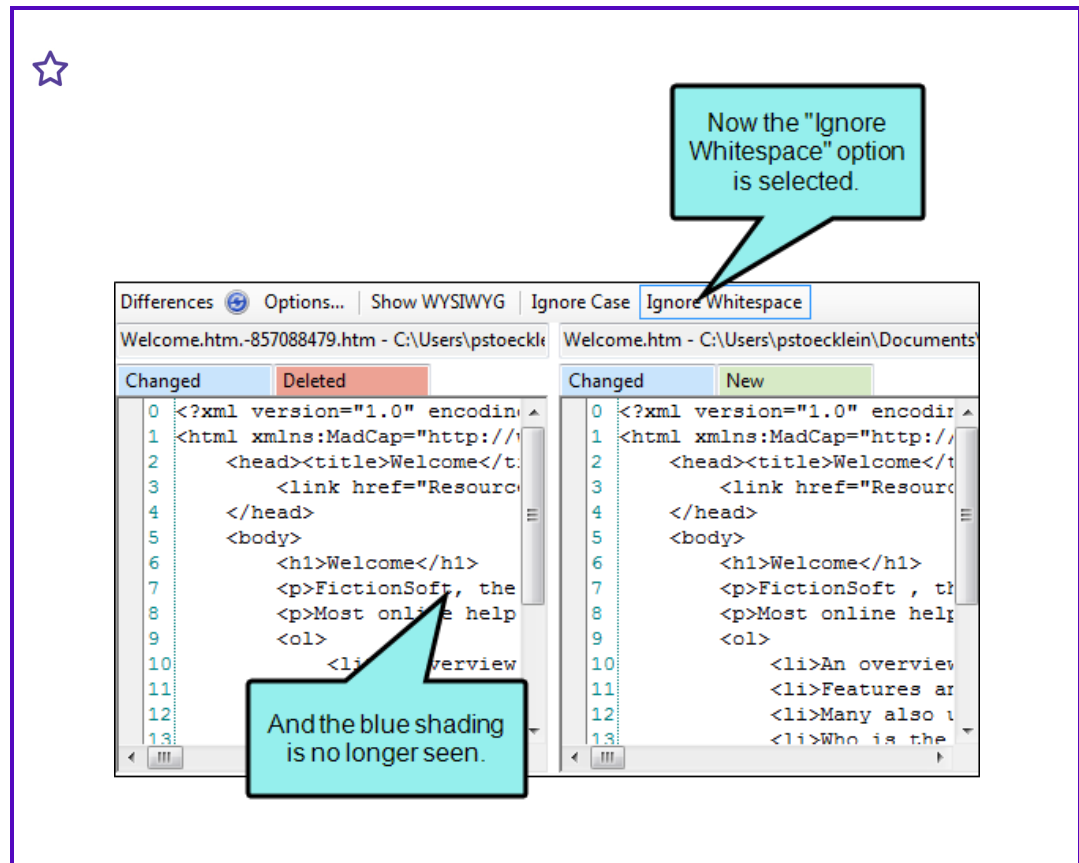 Now the "Ignore
Whitespace" option
is selected.
Differences Options... Show WYSIWYG Ignore Case Ignore Whitespace
Welcome.htm.-857088479.htm - C:\Users\pstoeckle
Welcome.htm - C:\Users\pstoecklein\Documents\
Changed Deleted
Changed New
0 <?xml version="1.0"
1 <html xmlns:MadCap="http://
2 <head><title>Welcome</t
3 <link href="Resourc
4 </head>
5 <body>
6 <h1>Welcome</h1>
7 <p>FictionSoft, the
8 <p>Most online help
9 <ol>
10 verview
11
12
13
And the blue shading
is no longer seen.
0 <?xml version="1.0"
1 <html xmlns:MadCap="http://
2 <head><title>Welcome</t
3 <link href="Resourc
4 </head>
5 <body>
6 <h1>Welcome</h1>
7 <p>FictionSoft , th
8 <p>Most online help
9 <ol>
10 <li>An overview
11 <li>Features an
12 <li>Many also
13 <li>Who is the